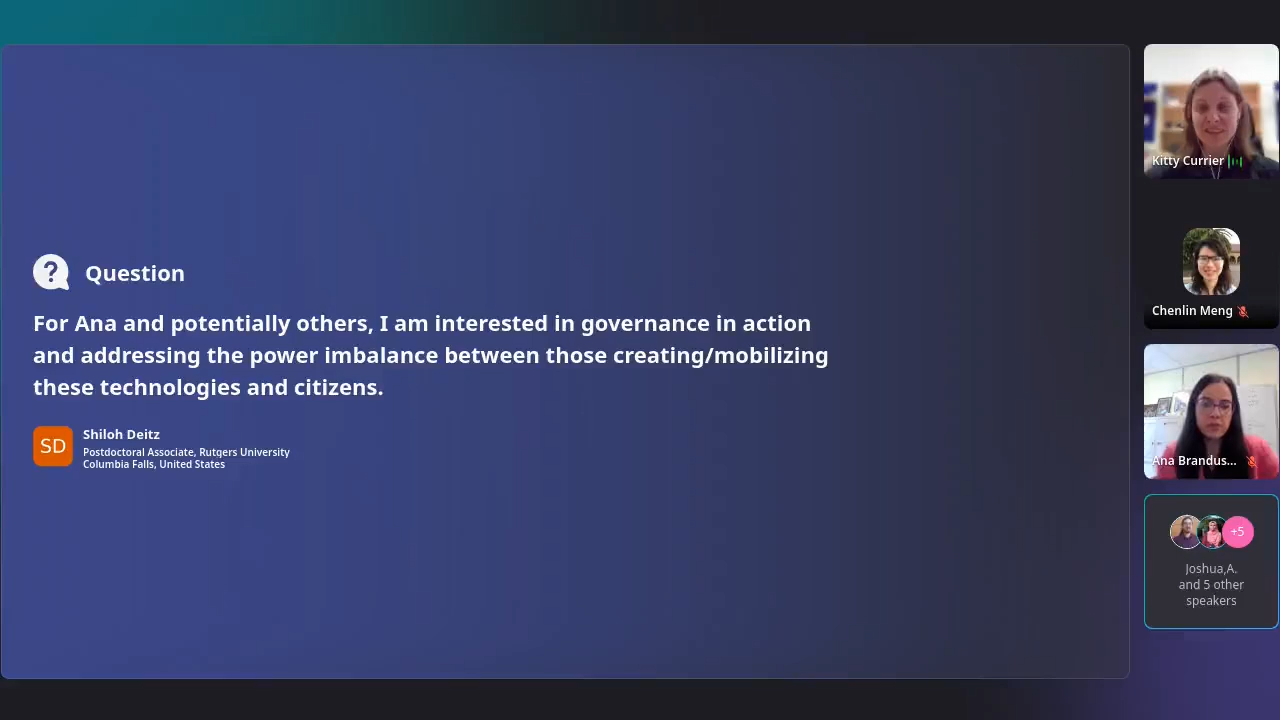 Question
For Ana and potentially others, I am interested in governance in action
and addressing the power imbalance between those creating/mobilizing
these technologies and citizens.
SD
Shiloh Deitz
Postdoctoral Associate, Rutgers University
Columbia Falls, United States
Kitty Currier
Chenlin Meng
Ana Brandus...
+5
Joshua,A.
and 5 other
speakers